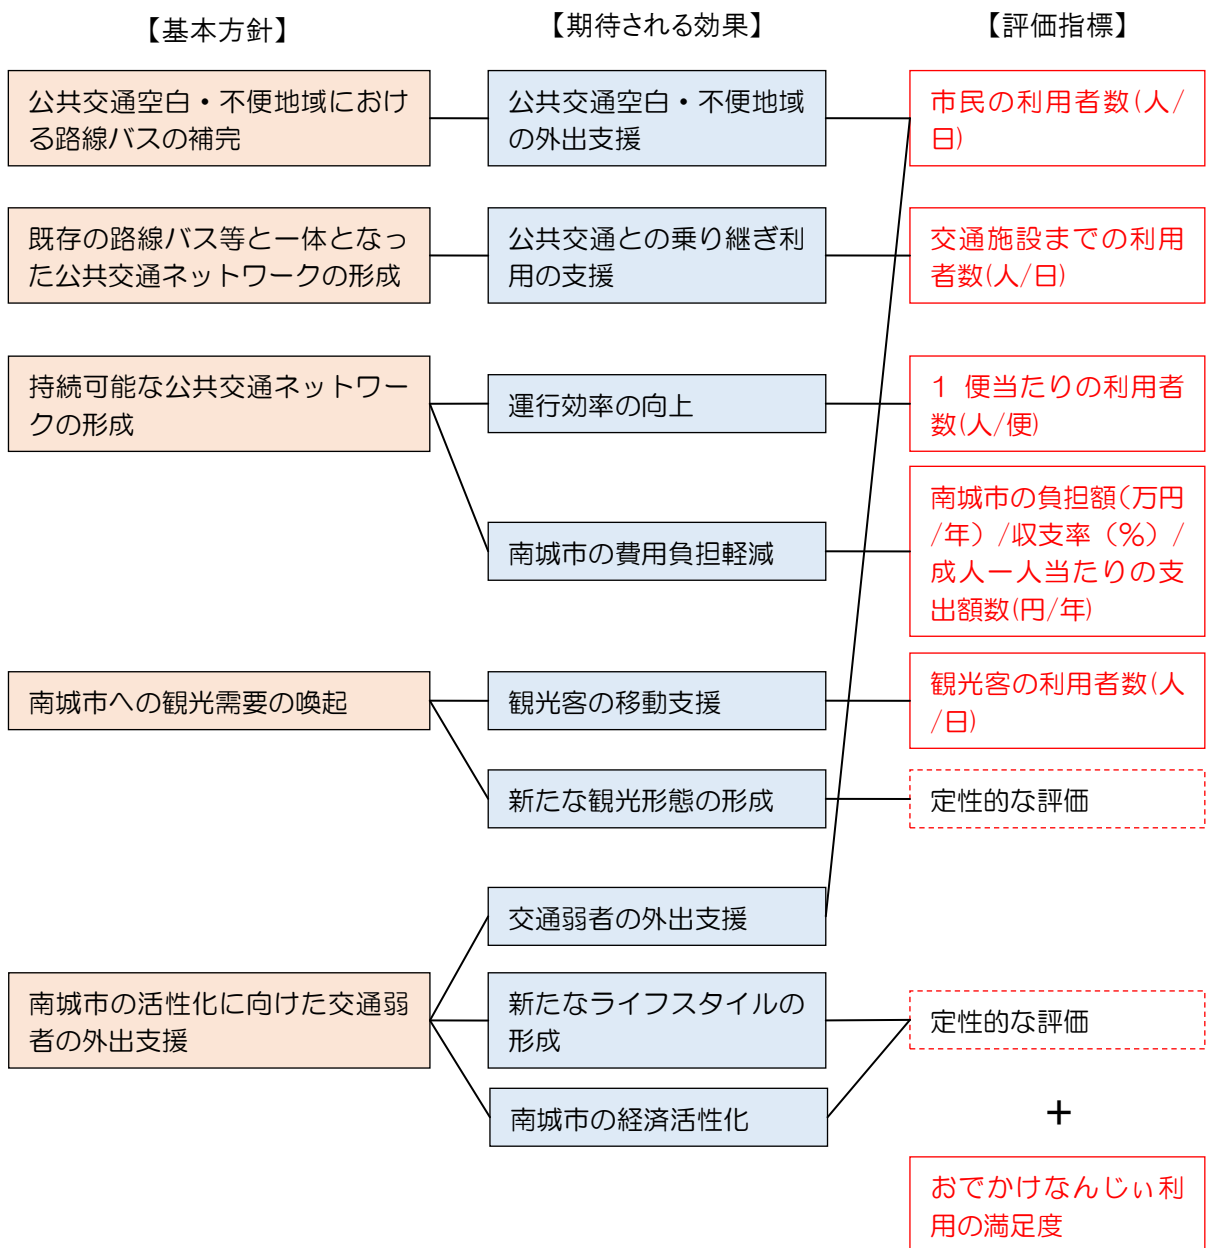 【基本方針】
【期待される効果】
【評価指標】
公共交通空白・不便地域におけ
る路線バスの補完
公共交通空白・不便地域
の外出支援
市民の利用者数(人/
日)
既存の路線バス等と一体となっ
た公共交通ネットワークの形成
公共交通との乗り継ぎ利
用の支援
交通施設までの利用
者数(人/日)
持続可能な公共交通ネットワー
クの形成
運行効率の向上
1 便当たりの利用者
数(人/便)
南城市の費用負担軽減
南城市の負担額(万円
/年) /収支率（％）/
成人一人当たりの支
出額数(円/年)
南城市への観光需要の喚起
観光客の移動支援
観光客の利用者数(人
/日)
新たな観光形態の形成
定性的な評価
交通弱者の外出支援
南城市の活性化に向けた交通弱
者の外出支援
新たなライフスタイルの
形成
定性的な評価
南城市の経済活性化
+
おでかけなんじぃ利
用の満足度